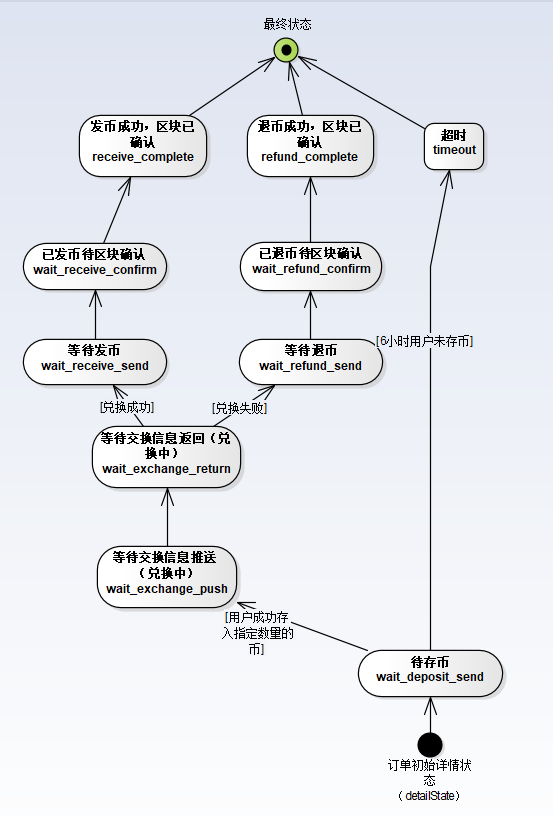 最终状态
发币成功，区块已
确认
receive_complete
退币成功，区块已
确认
refund_complete
超时
timeout
已发币待区块确认
wait_receive_confirm
已退币待区块确认
wait_refund_confirm
等待发币
wait_receive_send
等待退币
wait_refund_send
[6小时用户未存币]
[兑换成功]
[兑换失败]
等待交换信息返回（兑
换中）
wait_exchange_return
等待交换信息推送
（兑换中）
wait_exchange_push
[用户成功存
入指定数量的
币]
待存币
wait_deposit_send
订单初始详情状
态
（detailState）